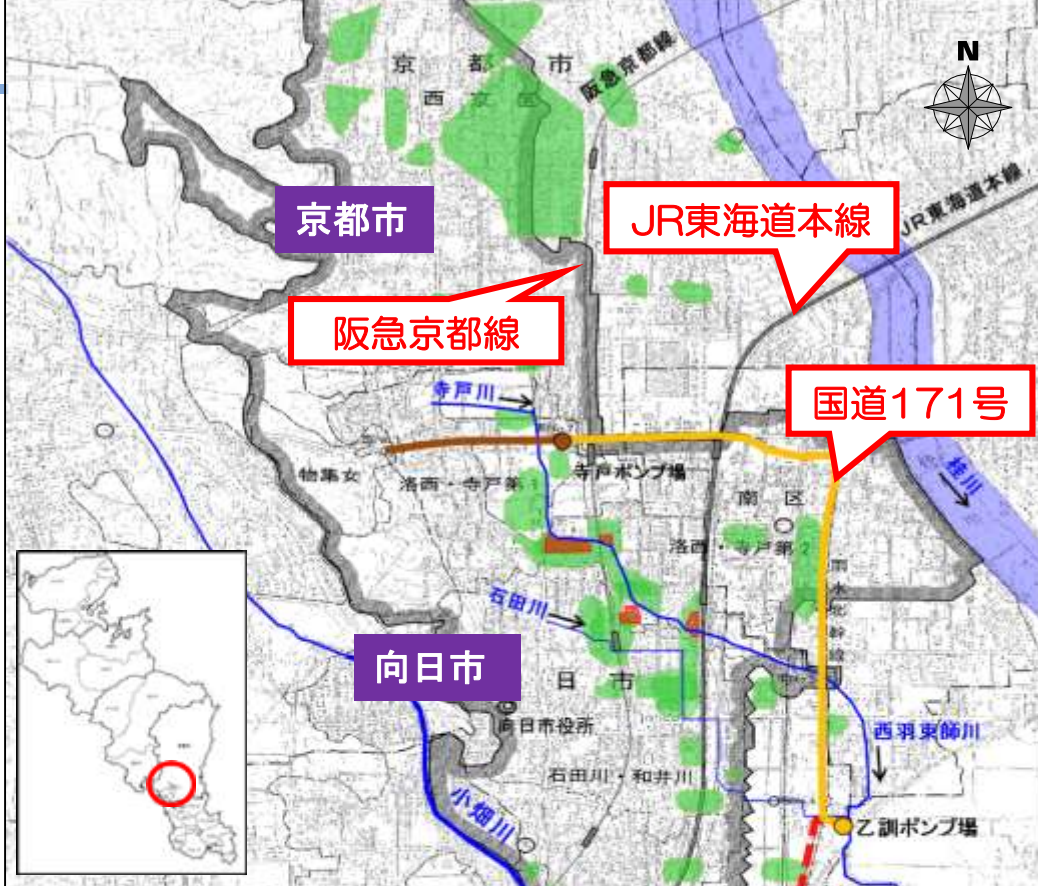 京都市
西京区
阪急京都線
N
京都市
JR東海道本線
JR東海道本線
阪急京都線
国道171号
寺戸川
物集女
洛西・寺戸第1
寺戸ポンプ場
南区
桂川
洛西・寺戸第2
雨水北幹線
石田川
向日市
日市
向日市役所
西羽束師川
石田川・和井川
小畑川
乙訓ポンプ場